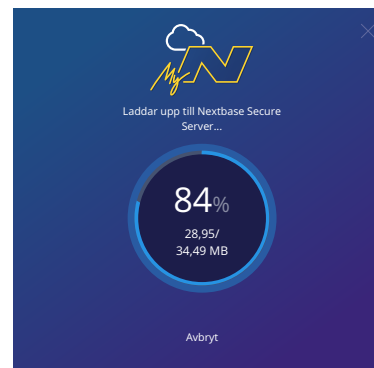 My N
Laddar upp till Nextbase Secure
Server...
84%
28,95/
34,49 MB
Avbryt